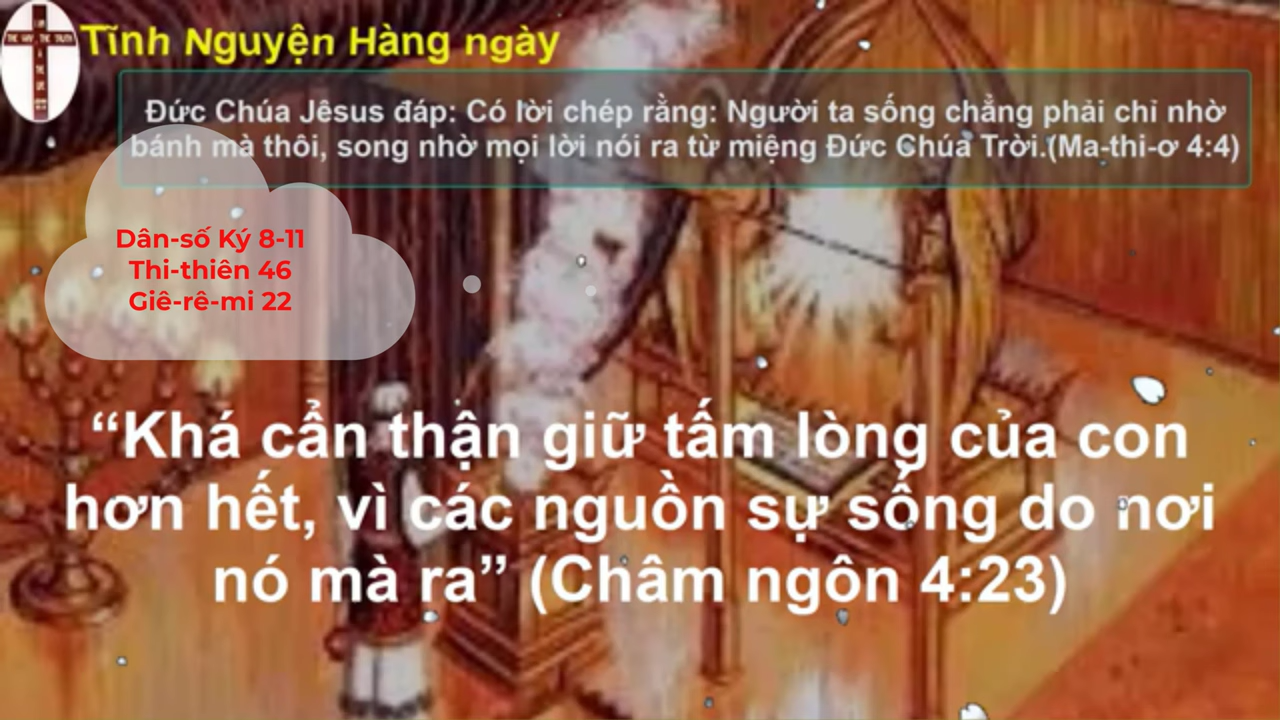 Tĩnh Nguyện Hàng ngày
Đức Chúa Jêsus đáp: Có lời chép rằng: Người ta sống chẳng phải chỉ nhờ
bánh mà thôi, song nhờ mọi lời nói ra từ miệng Đức Chúa Trời.(Ma-thi-ơ 4:4)
Dân-số Ký 8-11
Thi-thiên 46
Giê-rê-mi 22
“Khá cẩn thận giữ tấm lòng của con
hơn hết, vì các nguồn sự sống do nơi
nó mà ra” (Châm ngôn 4:23)